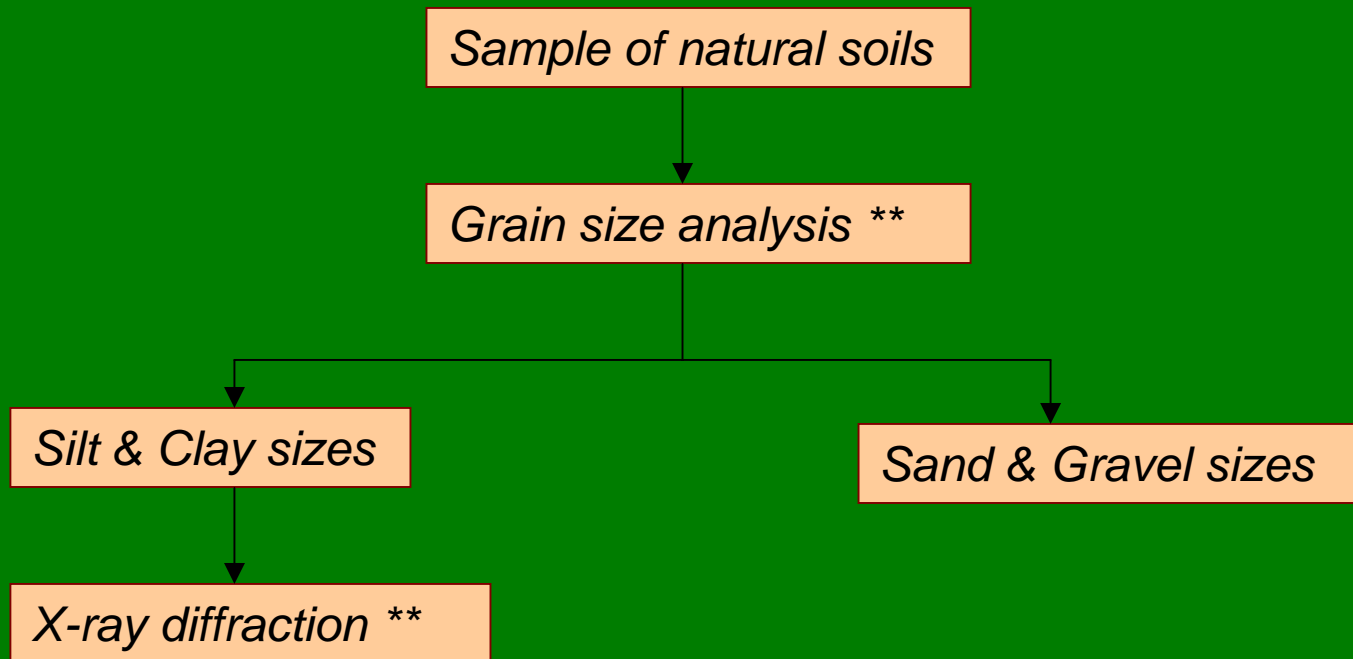 Sample of natural soils
Grain size analysis **
Silt & Clay sizes
Sand & Gravel sizes
X-ray diffraction **